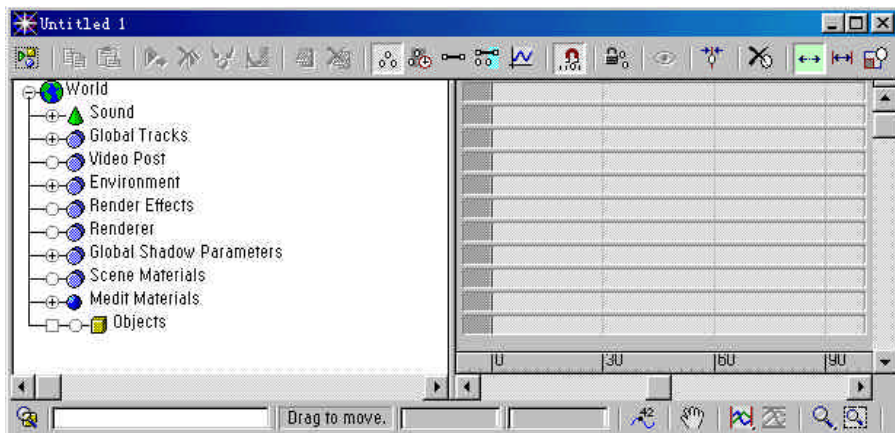 Untitled 1
World
Sound
Global Tracks
Video Post
Environment
Render Effects
Renderer
Global Shadow Parameters
Scene Materials
Medit Materials
Objects
0 30 60 90
Drag to move.
42